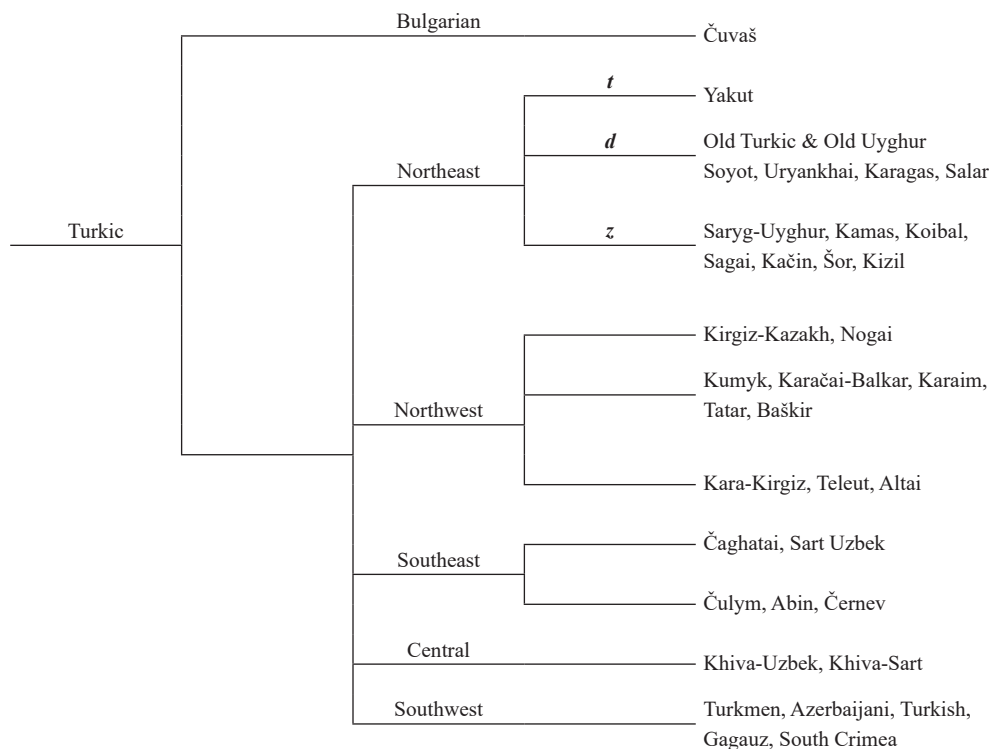 Bulgarian
Čuvaš
t
Yakut
d
Old Turkic & Old Uyghur
Northeast
Soyot, Uryankhai, Karagas, Salar
Turkic
z
Saryg-Uyghur, Kamas, Koibal,
Sagai, Kačin, Šor, Kizil
Kirgiz-Kazakh, Nogai
Northwest
Kumyk, Karačai-Balkar, Karaim,
Tatar, Baškir
Kara-Kirgiz, Teleut, Altai
Southeast
Čaghatai, Sart Uzbek
Čulym, Abin, Černev
Central
Khiva-Uzbek, Khiva-Sart
Southwest
Turkmen, Azerbaijani, Turkish,
Gagauz, South Crimea